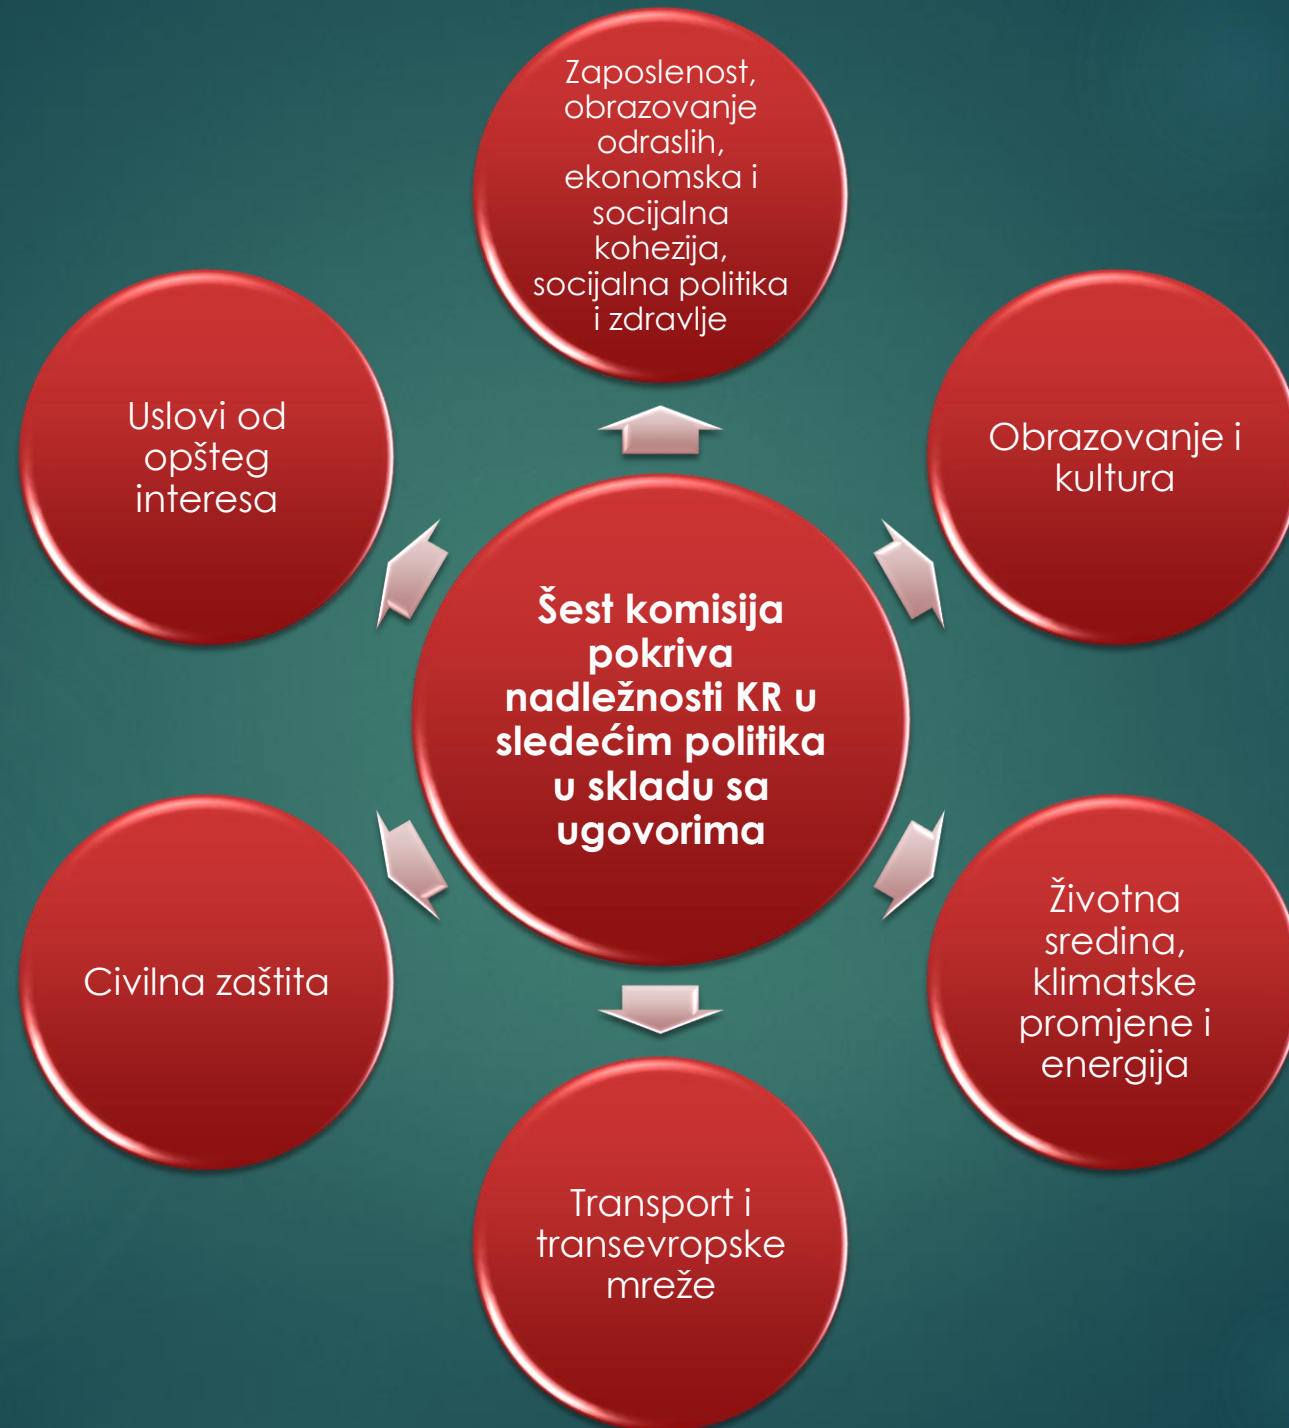 Zaposlenost,
obrazovanje
odraslih,
ekonomska i
socijalna
kohezija,
socijalna politika
i zdravlje
Obrazovanje i
kultura
Životna
sredina,
klimatske
promjene i
energija
Transport i
transevropske
mreže
Civilna zaštita
Uslovi od
opšteg
interesa
Šest komisija
pokriva
nadležnosti KR u
sledećim politika
u skladu sa
ugovorima